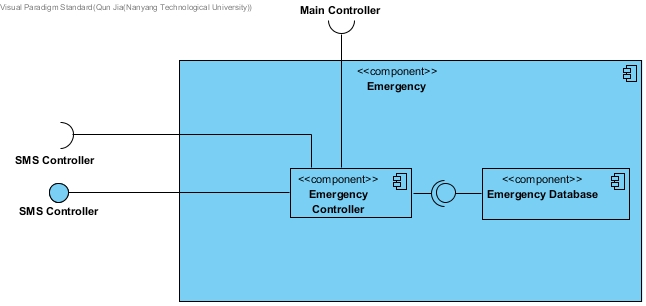 Visual Paradigm Standard(Qun Jia(Nanyang Technological University))
Main Controller
<<component>>
Emergency
SMS Controller
<<component>>
Emergency
Controller
<<component>>
Emergency Database
SMS Controller